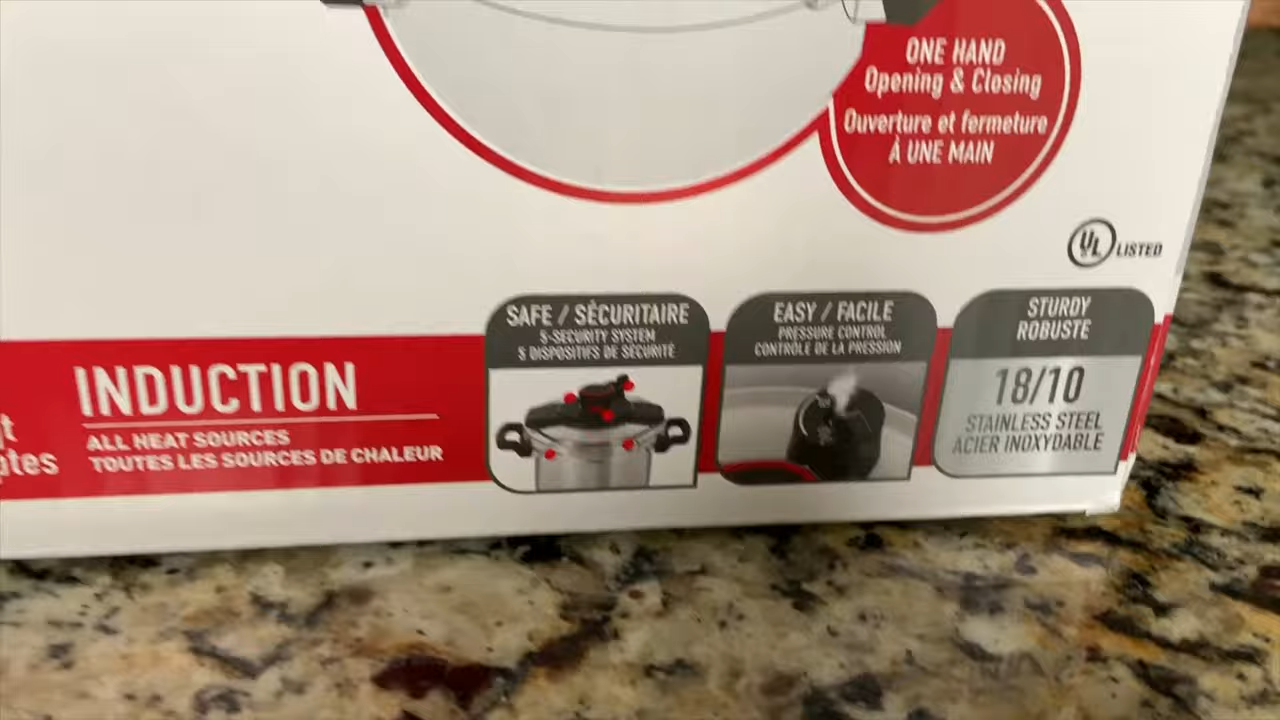 ONE HAND
Opening & Closing
Ouverture et fermeture
À UNE MAIN
UL LISTED
INDUCTION
ALL HEAT SOURCES
TOUTES LES SOURCES DE CHALEUR
SAFE / SÉCURITAIRE
5-SECURITY SYSTEM
5 DISPOSITIFS DE SÉCURITÉ
EASY / FACILE
PRESSURE CONTROL
CONTRÔLE DE LA PRESSION
STURDY
ROBUSTE
18/10
STAINLESS STEEL
ACIER INOXYDABLE